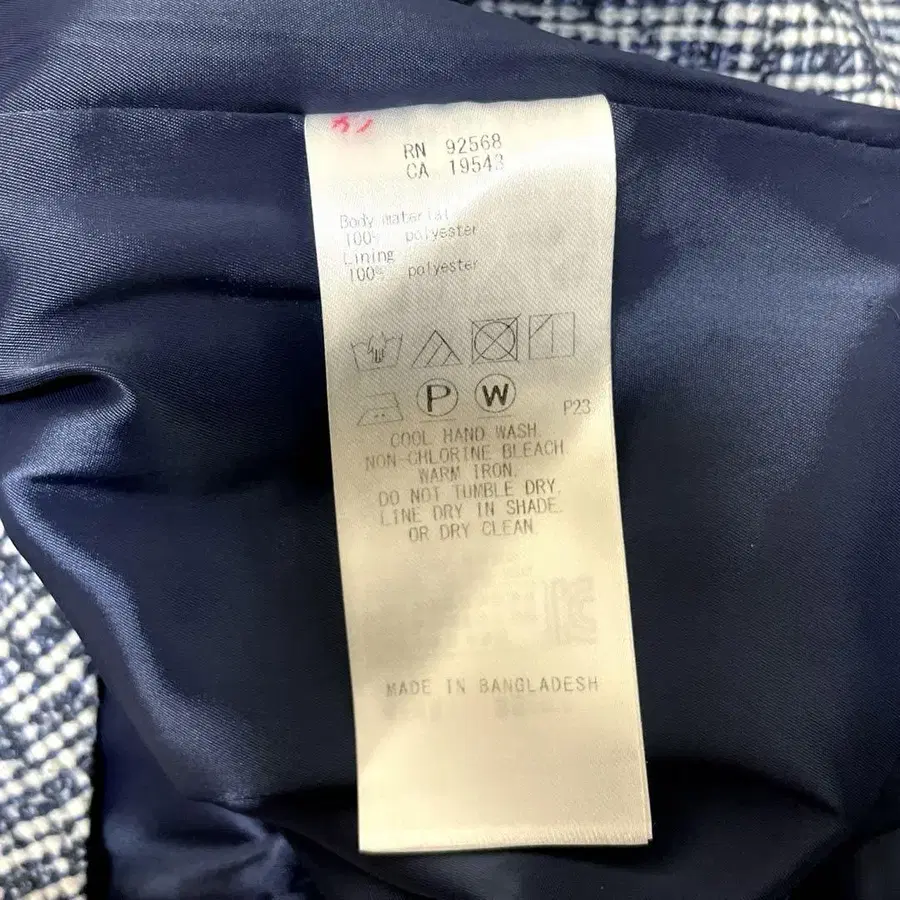 RN 92568
CA 19543
Body material
100% polyester
Lining
100% polyester
P
W
P23
COOL HAND WASH.
NON-CHLORINE BLEACH.
WARM IRON.
DO NOT TUMBLE DRY.
LINE DRY IN SHADE.
OR DRY CLEAN.
MADE IN BANGLADESH